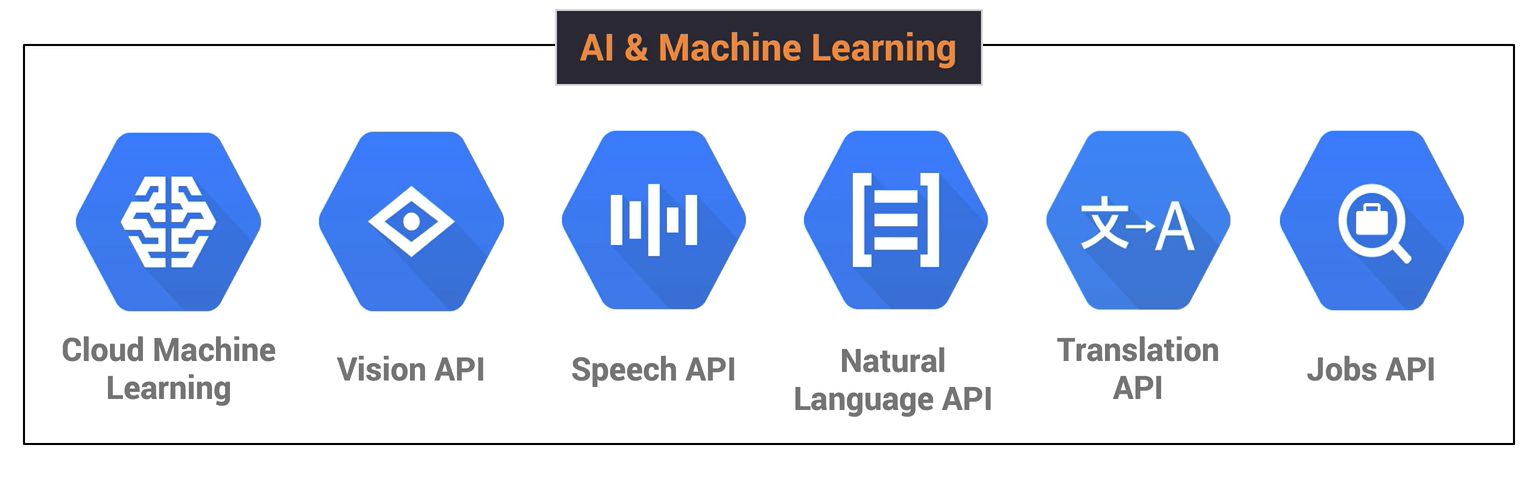 AI & Machine Learning
文→A
Cloud Machine
Learning
Vision API
Speech API
Natural
Language API
Translation
API
Jobs API